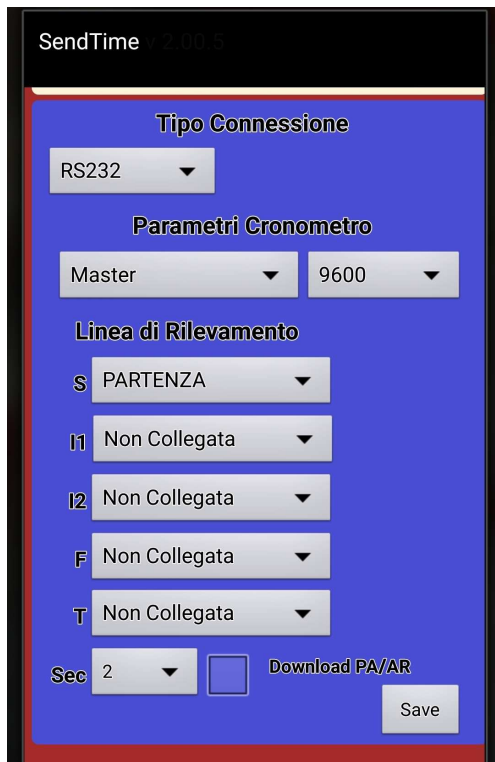 SendTime v 2.00.5
Tipo Connessione
RS232
Parametri Cronometro
Master 9600
Linea di Rilevamento
S PARTENZA
I1 Non Collegata
I2 Non Collegata
F Non Collegata
T Non Collegata
Sec 2 Download PA/AR
Save